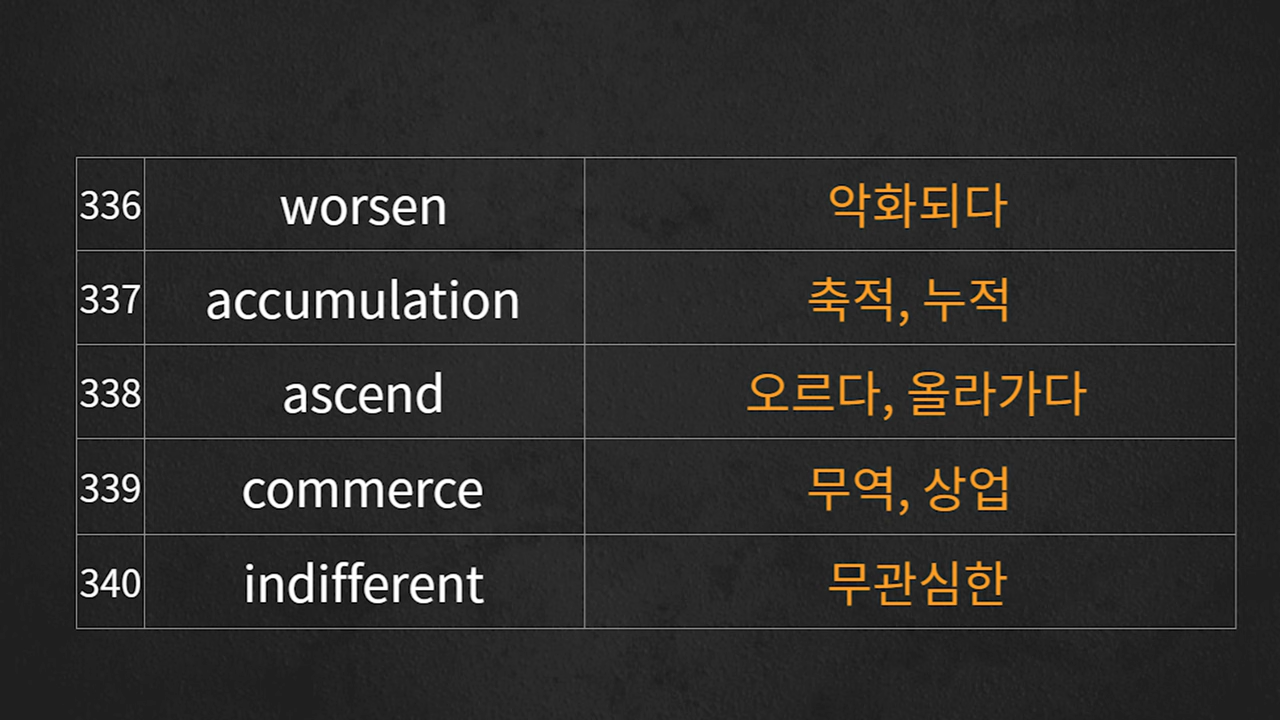 336 worsen 악화되다
337 accumulation 축적, 누적
338 ascend 오르다, 올라가다
339 commerce 무역, 상업
340 indifferent 무관심한